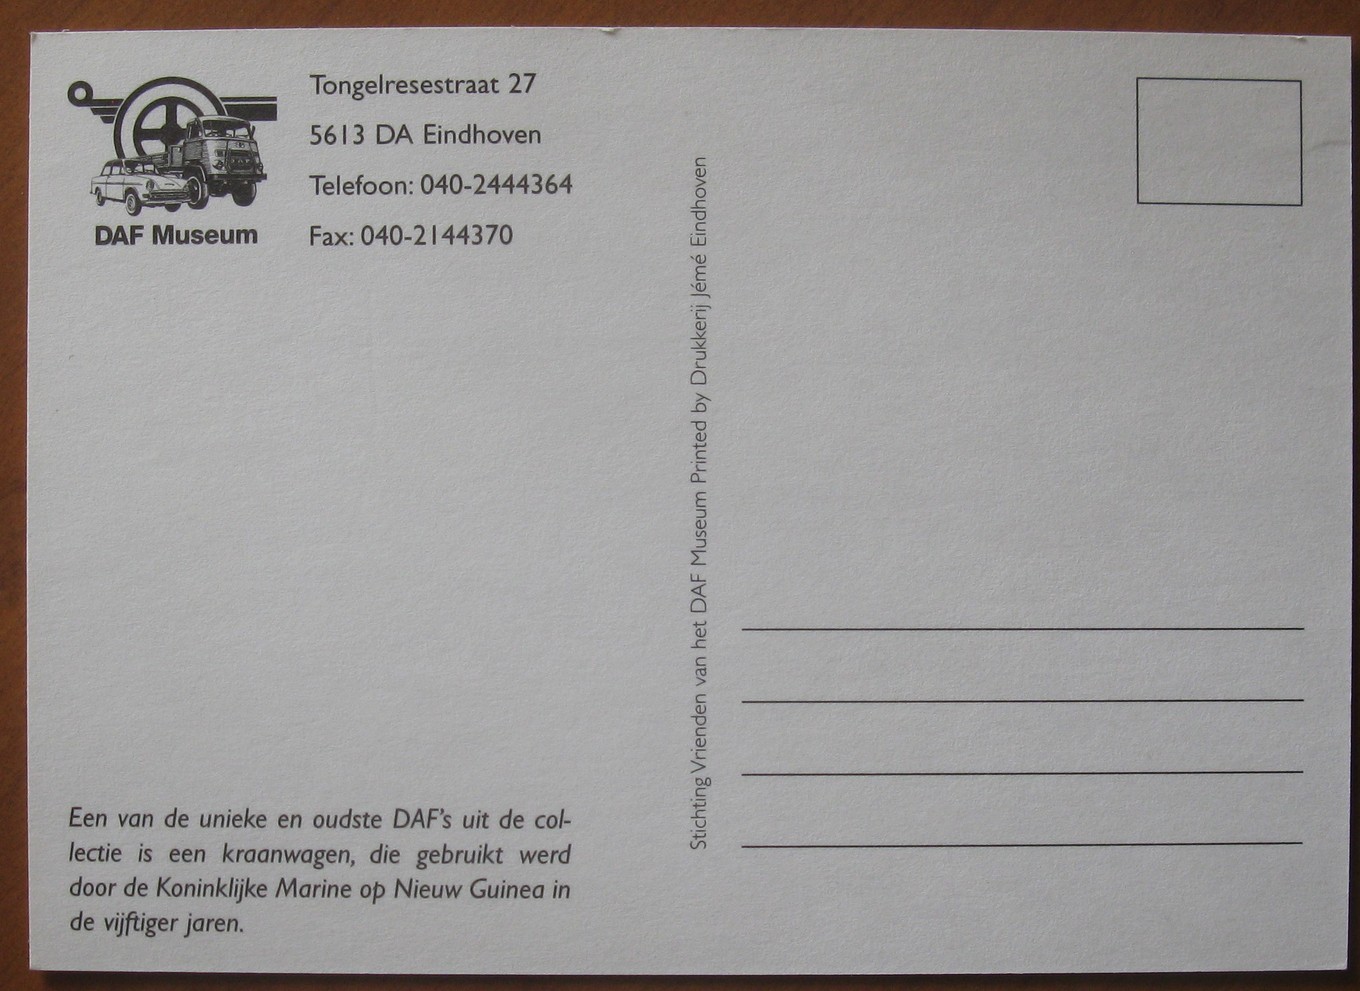 DAF Museum
Tongelresestraat 27
5613 DA Eindhoven
Telefoon: 040-2444364
Fax: 040-2144370
Een van de unieke en oudste DAF's uit de col-
lectie is een kraanwagen, die gebruikt werd
door de Koninklijke Marine op Nieuw Guinea in
de vijftiger jaren.
Stichting Vrienden van het DAF Museum Printed by Drukkerij Jémé Eindhoven